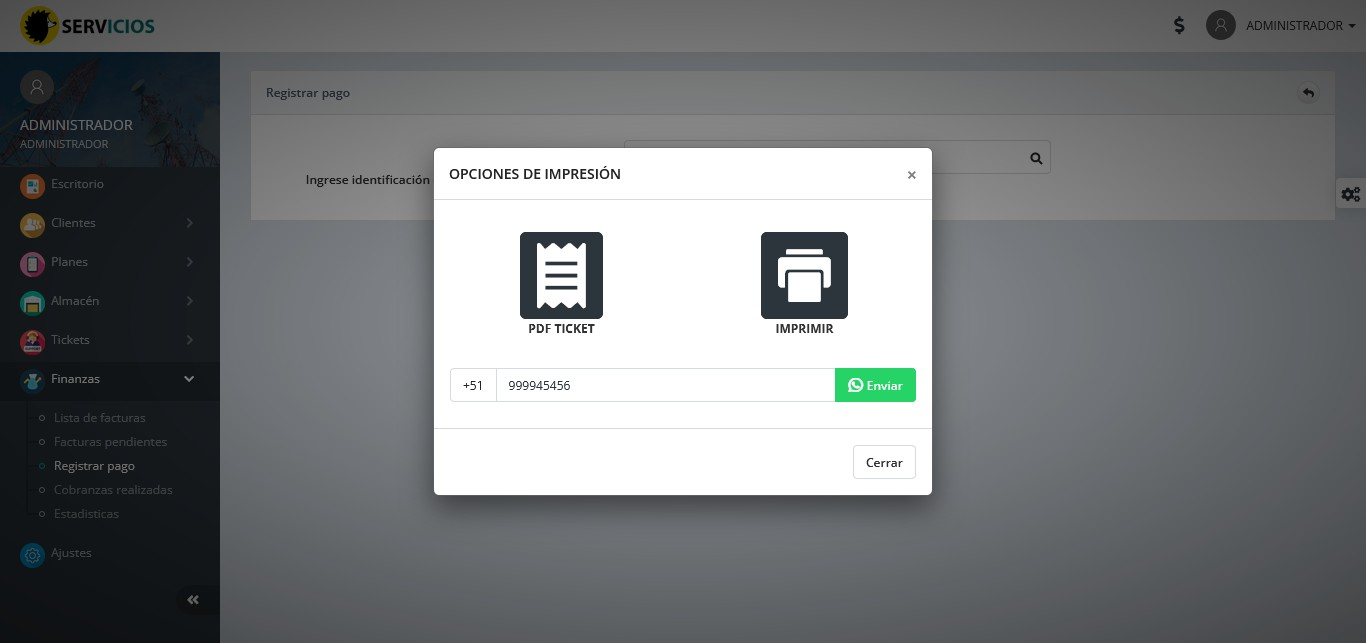 SERVICIOS
$
ADMINISTRADOR
ADMINISTRADOR
ADMINISTRADOR
Escritorio
Clientes
Planes
Almacén
Tickets
Finanzas
Lista de facturas
Facturas pendientes
Registrar pago
Cobranzas realizadas
Estadisticas
Ajustes
Registrar pago
Ingrese identificación
OPCIONES DE IMPRESIÓN
×
PDF TICKET
IMPRIMIR
+51
999945456
Enviar
Cerrar